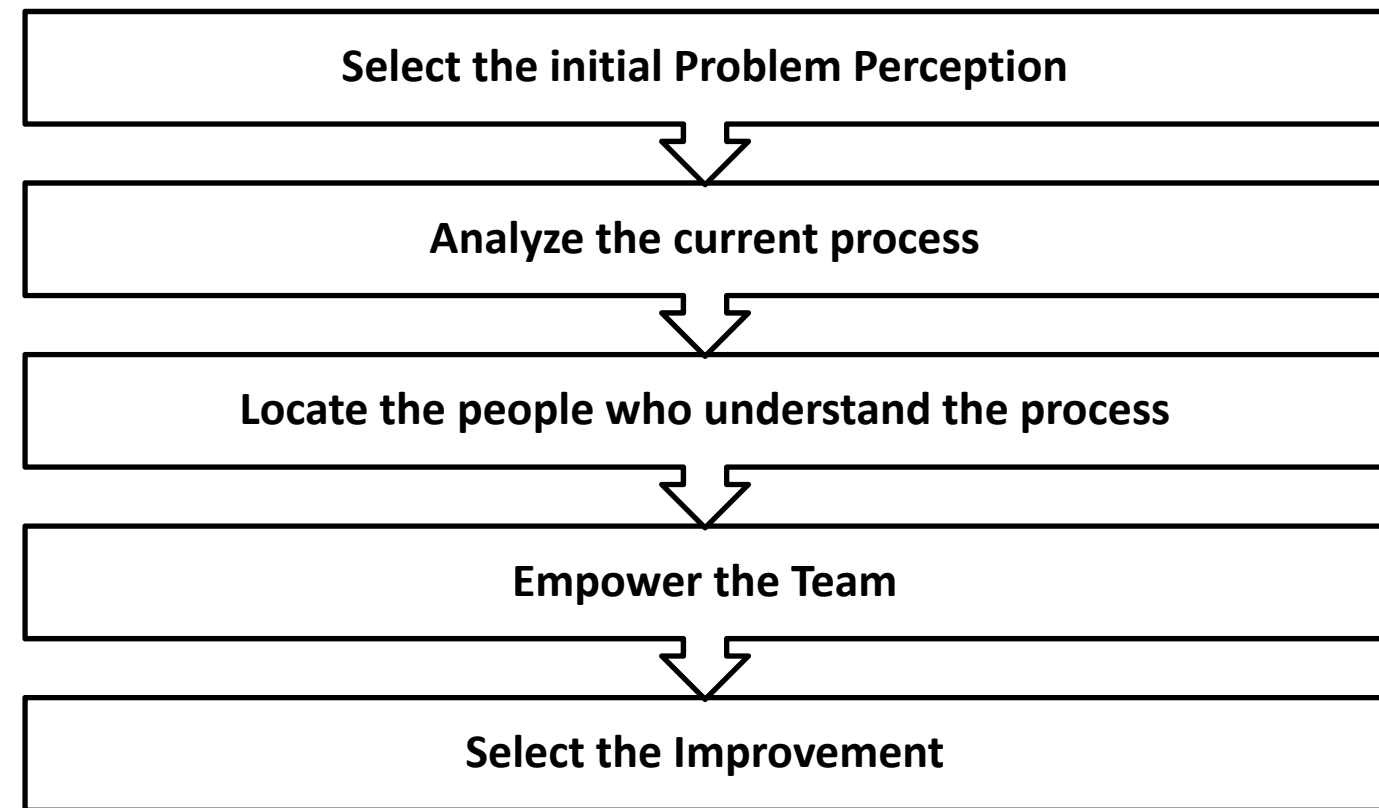 Select the initial Problem Perception
Analyze the current process
Locate the people who understand the process
Empower the Team
Select the Improvement